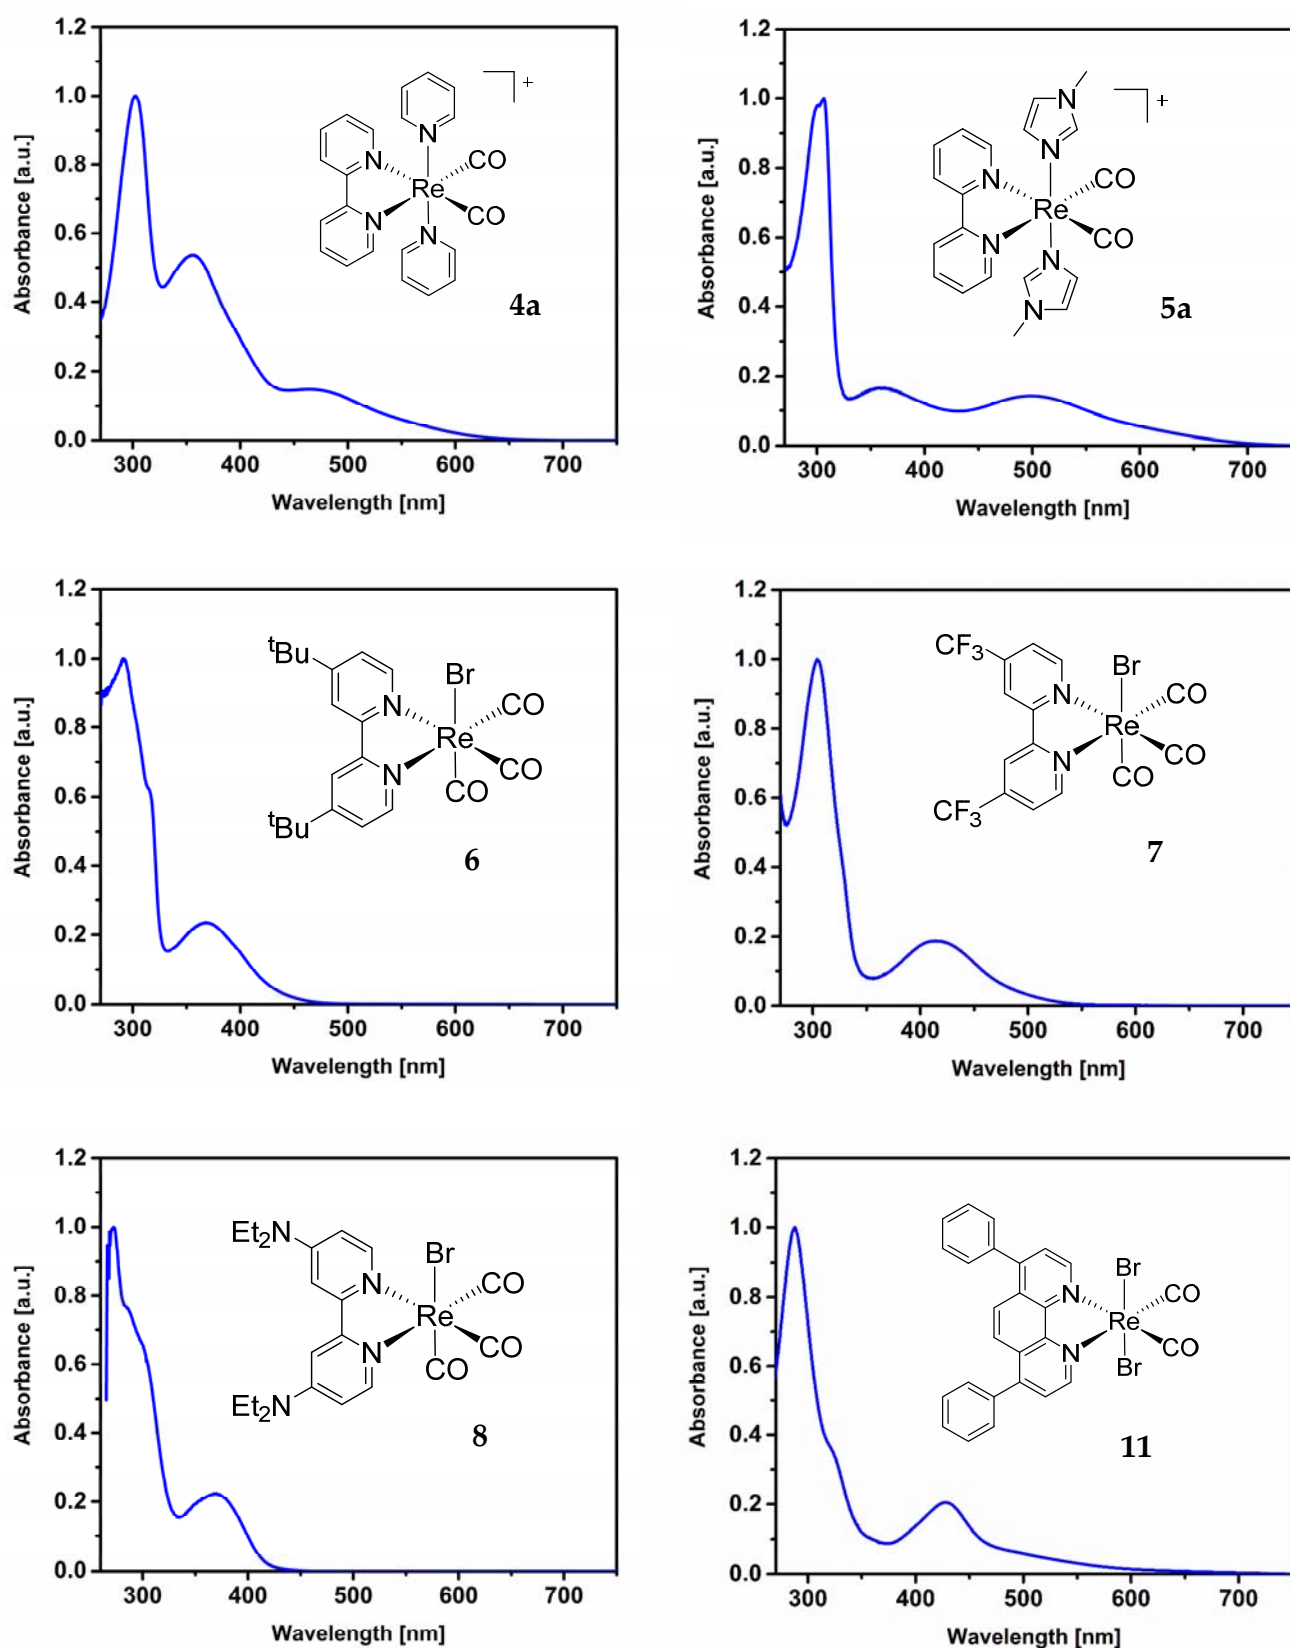 1.2
1.0
0.8
0.6
0.4
0.2
0.0
Absorbance [a.u.]
300 400 500 600 700
Wavelength [nm]
N
N
N
N
Re
CO
CO
+
4a
1.2
1.0
0.8
0.6
0.4
0.2
0.0
Absorbance [a.u.]
300 400 500 600 700
Wavelength [nm]
N
N
N
N
N
N
Re
CO
CO
+
5a
1.2
1.0
0.8
0.6
0.4
0.2
0.0
Absorbance [a.u.]
300 400 500 600 700
Wavelength [nm]
tBu
tBu
N
N
Br
Re
CO
CO
CO
6
1.2
1.0
0.8
0.6
0.4
0.2
0.0
Absorbance [a.u.]
300 400 500 600 700
Wavelength [nm]
CF3
CF3
N
N
Br
Re
CO
CO
CO
7
1.2
1.0
0.8
0.6
0.4
0.2
0.0
Absorbance [a.u.]
300 400 500 600 700
Wavelength [nm]
Et2N
Et2N
N
N
Br
Re
CO
CO
CO
8
1.2
1.0
0.8
0.6
0.4
0.2
0.0
Absorbance [a.u.]
300 400 500 600 700
Wavelength [nm]
N
N
Br
Re
Br
CO
CO
11